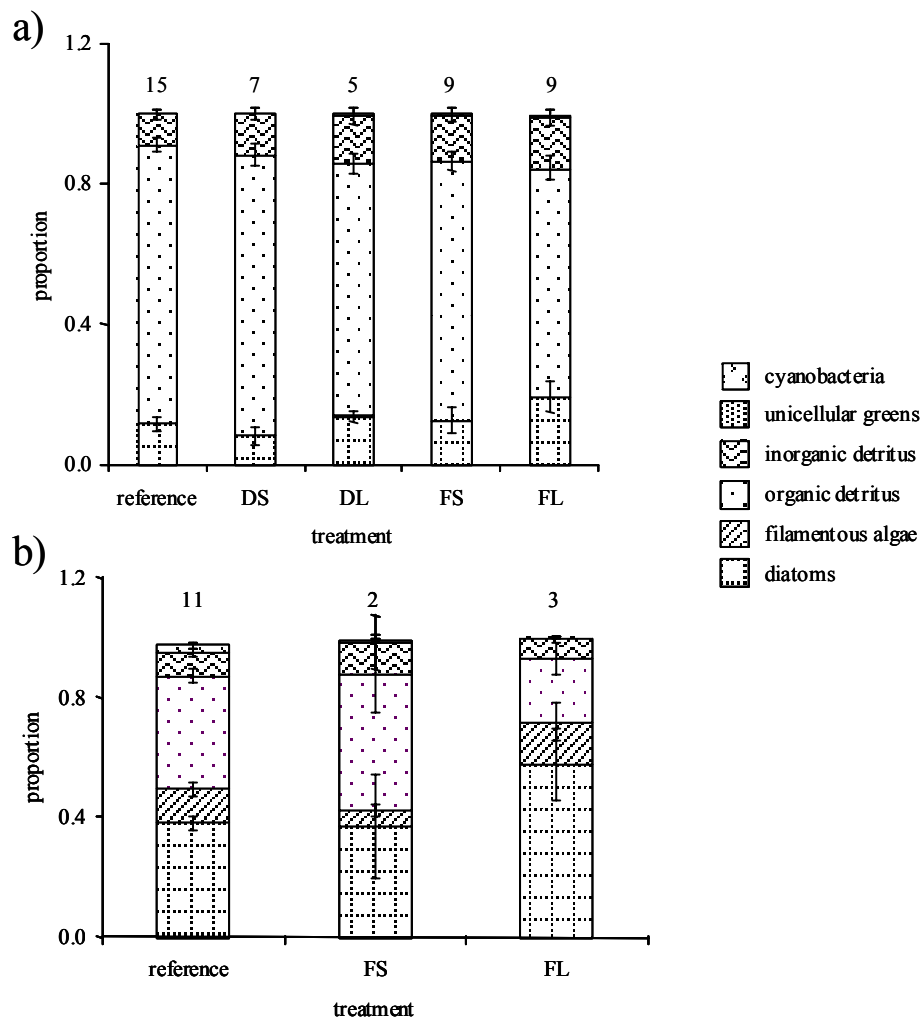 a)
1.2
0.8
0.4
0.0
proportion
15 7 5 9 9
reference DS DL FS FL
treatment
cyanobacteria
unicellular greens
inorganic detritus
organic detritus
filamentous algae
diatoms
b)
1.2
0.8
0.4
0.0
proportion
11 2 3
reference FS FL
treatment